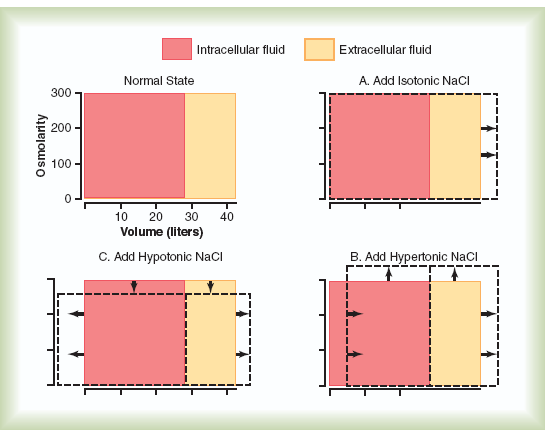 Intracellular fluid
Extracellular fluid
Normal State
A. Add Isotonic NaCl
300
200
100
0
Osmolarity
10 20 30 40
Volume (liters)
C. Add Hypotonic NaCl
B. Add Hypertonic NaCl